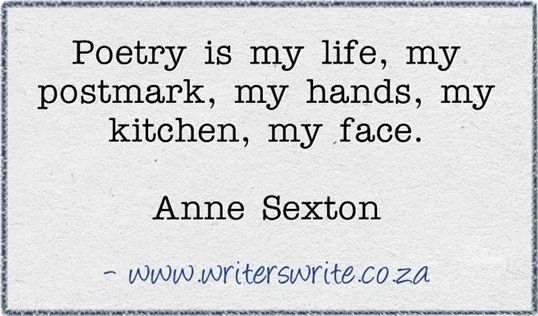 Poetry is my life, my
postmark, my hands, my
kitchen, my face.
Anne Sexton
- www.writerswrite.co.za